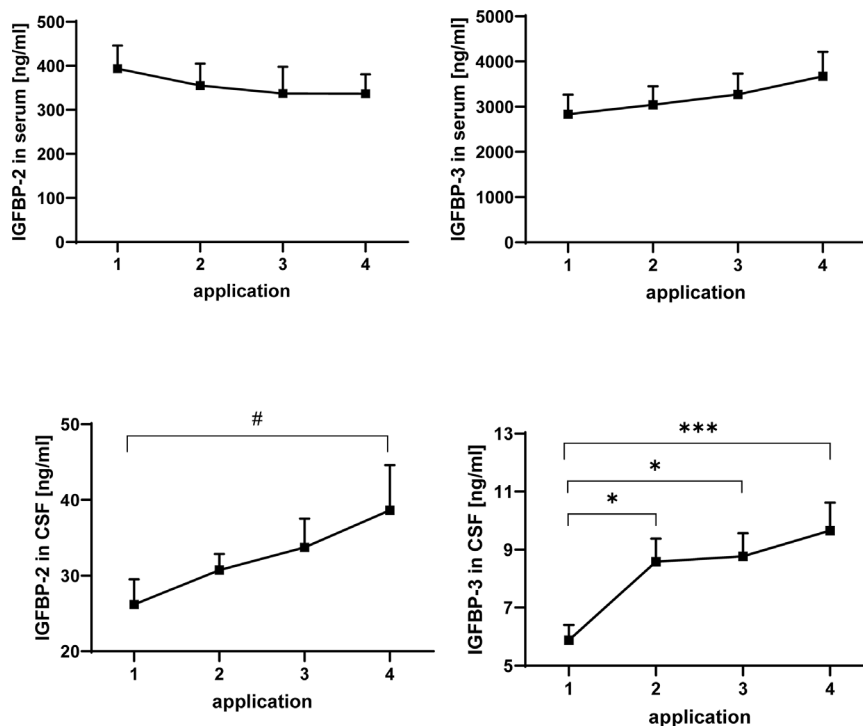 IGFBP-2 in serum [ng/ml]
500
400
300
200
100
0
1 2 3 4
application
IGFBP-3 in serum [ng/ml]
5000
4000
3000
2000
1000
0
1 2 3 4
application
IGFBP-2 in CSF [ng/ml]
50
40
30
20
#
1 2 3 4
application
IGFBP-3 in CSF [ng/ml]
13
11
9
7
5
***
*
*
1 2 3 4
application